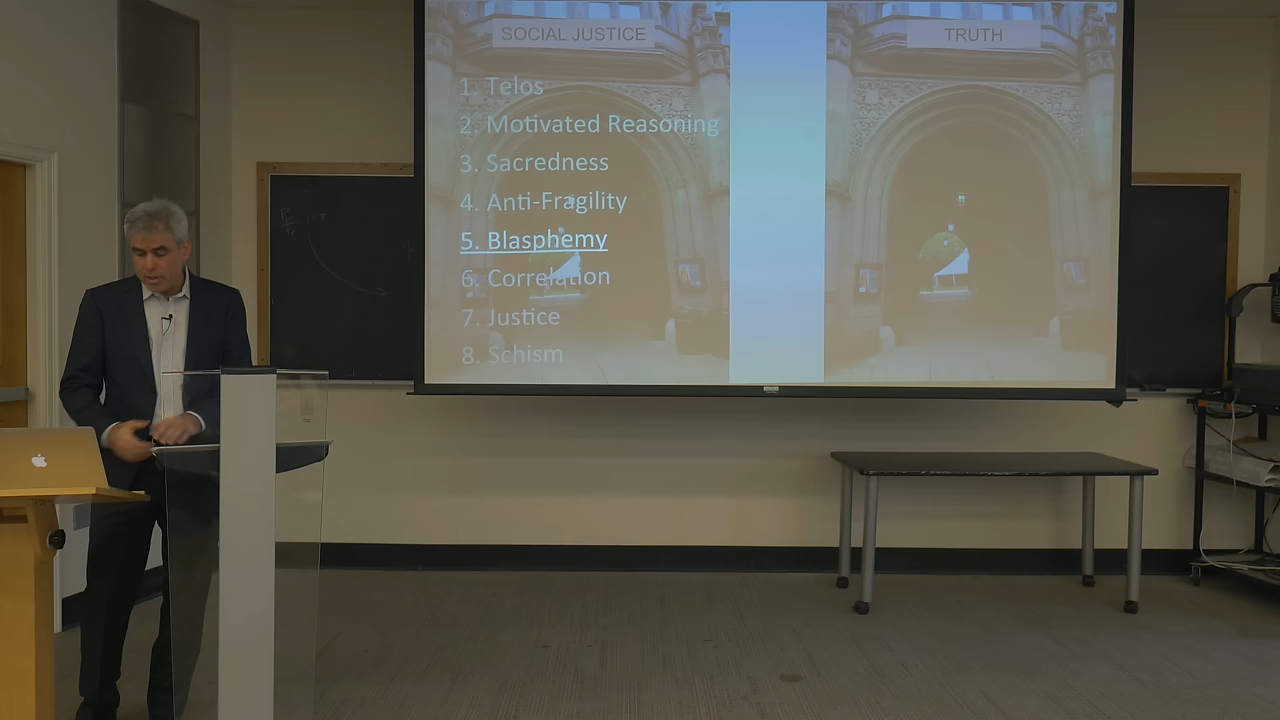 SOCIAL JUSTICE
TRUTH
1. Telos
2. Motivated Reasoning
3. Sacredness
4. Anti-Fragility
5. Blasphemy
6. Correlation
7. Justice
8. Schism